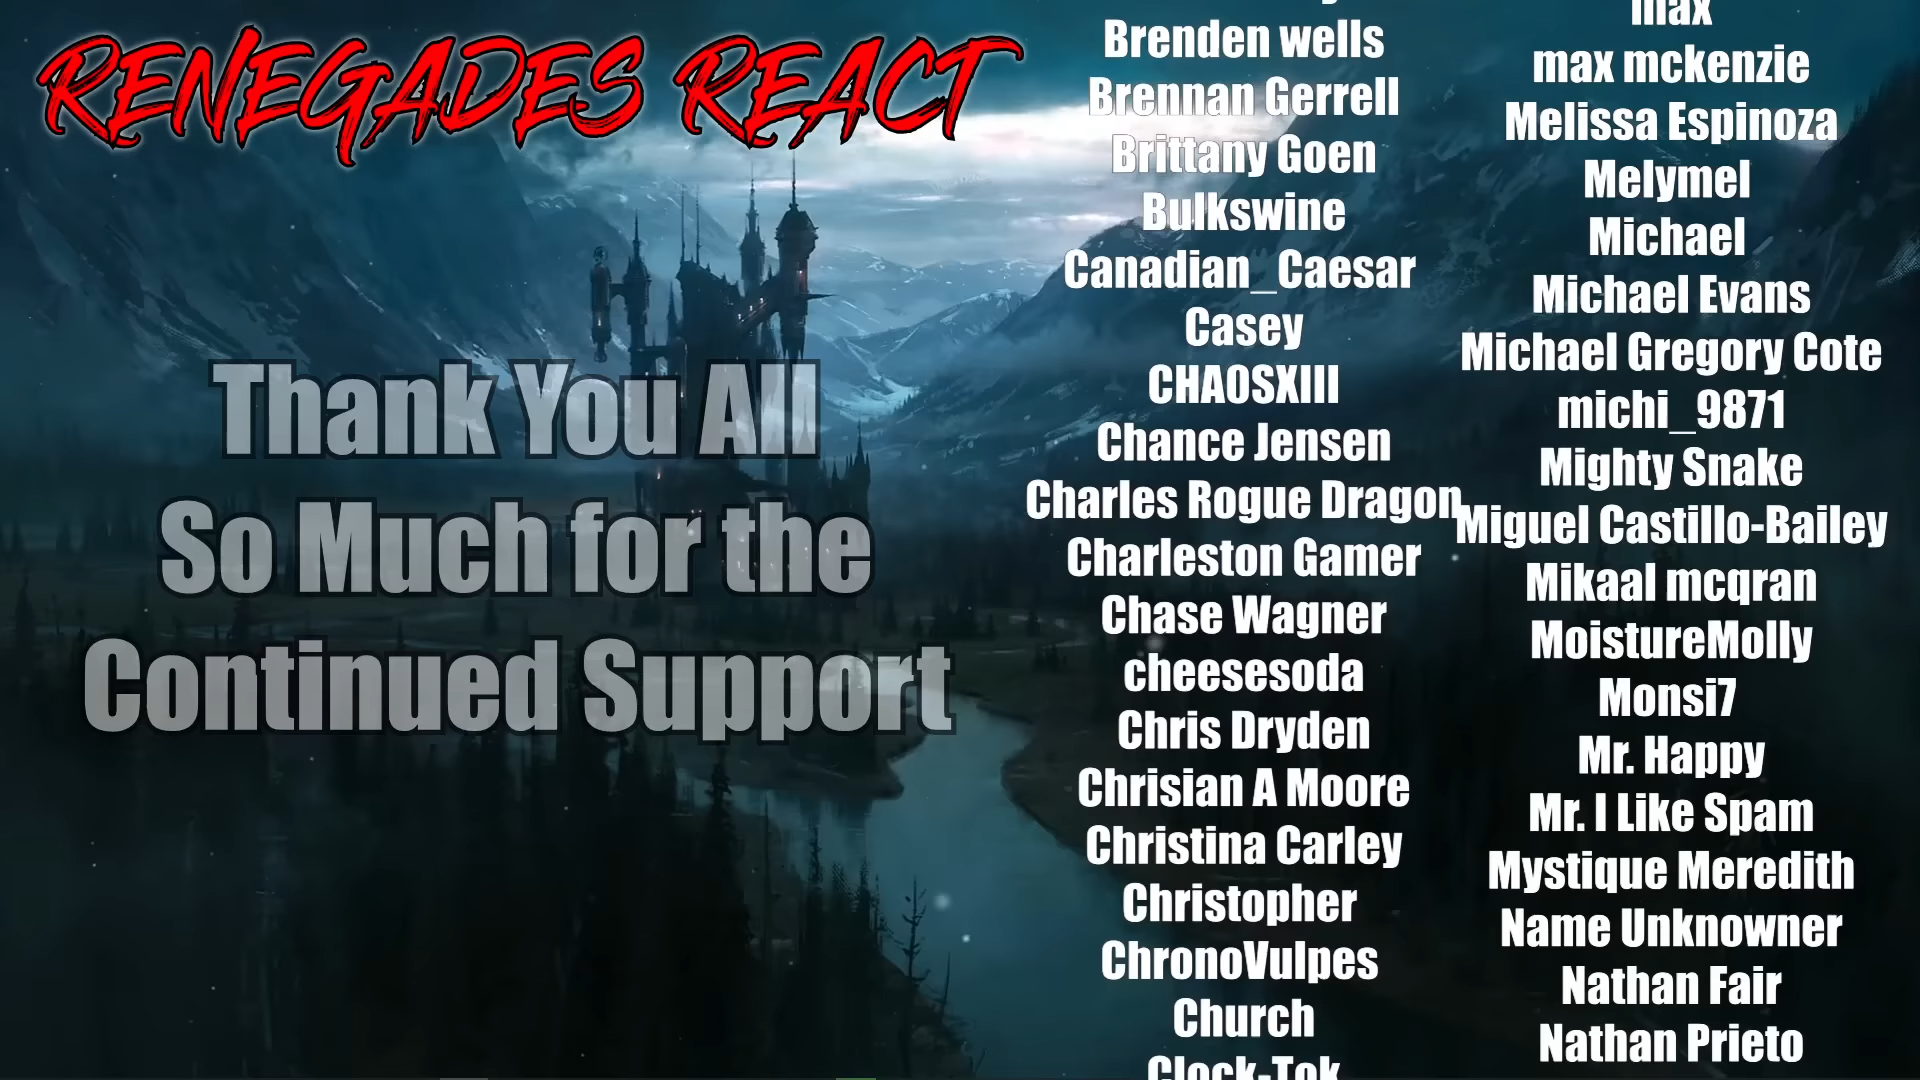 RENEGADES REACT
Thank You All
So Much for the
Continued Support
Brenden wells
Brennan Gerrell
Brittany Goen
Bulkswine
Canadian_Caesar
Casey
CHAOSXIII
Chance Jensen
Charles Rogue Dragon
Charleston Gamer
Chase Wagner
cheesesoda
Chris Dryden
Chrisian A Moore
Christina Carley
Christopher
ChronoVulpes
Church
Clock-Tok
max
max mckenzie
Melissa Espinoza
Melymel
Michael
Michael Evans
Michael Gregory Cote
michi_9871
Mighty Snake
Miguel Castillo-Bailey
Mikaal mcqran
MoistureMolly
Monsi7
Mr. Happy
Mr. I Like Spam
Mystique Meredith
Name Unknowner
Nathan Fair
Nathan Prieto